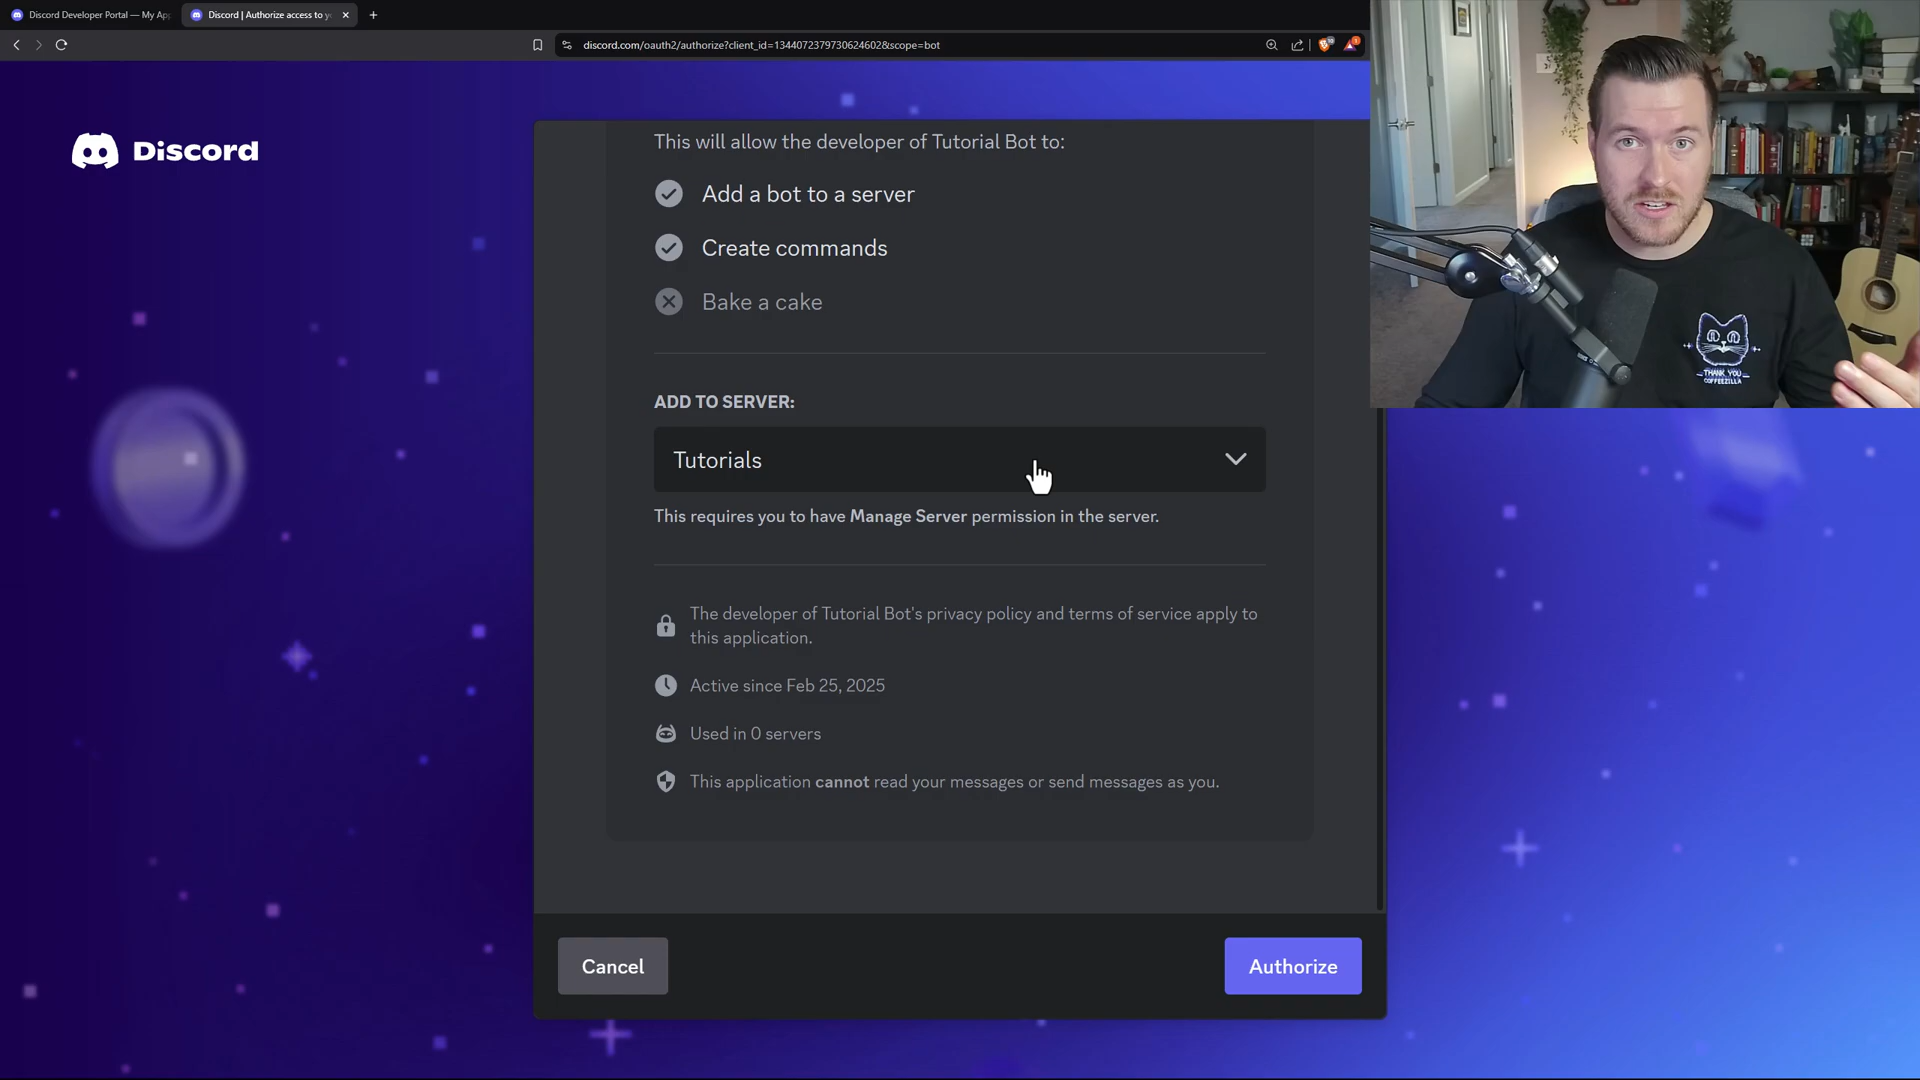 Discord Developer Portal — My Ap
Discord | Authorize access to y
discord.com/oauth2/authorize?client_id=1344072379730624602&scope=bot
Discord
This will allow the developer of Tutorial Bot to:
Add a bot to a server
Create commands
Bake a cake
ADD TO SERVER:
Tutorials
This requires you to have Manage Server permission in the server.
The developer of Tutorial Bot's privacy policy and terms of service apply to
this application.
Active since Feb 25, 2025
Used in 0 servers
This application cannot read your messages or send messages as you.
Cancel
Authorize
THANK YOU
COFFEEZILLA